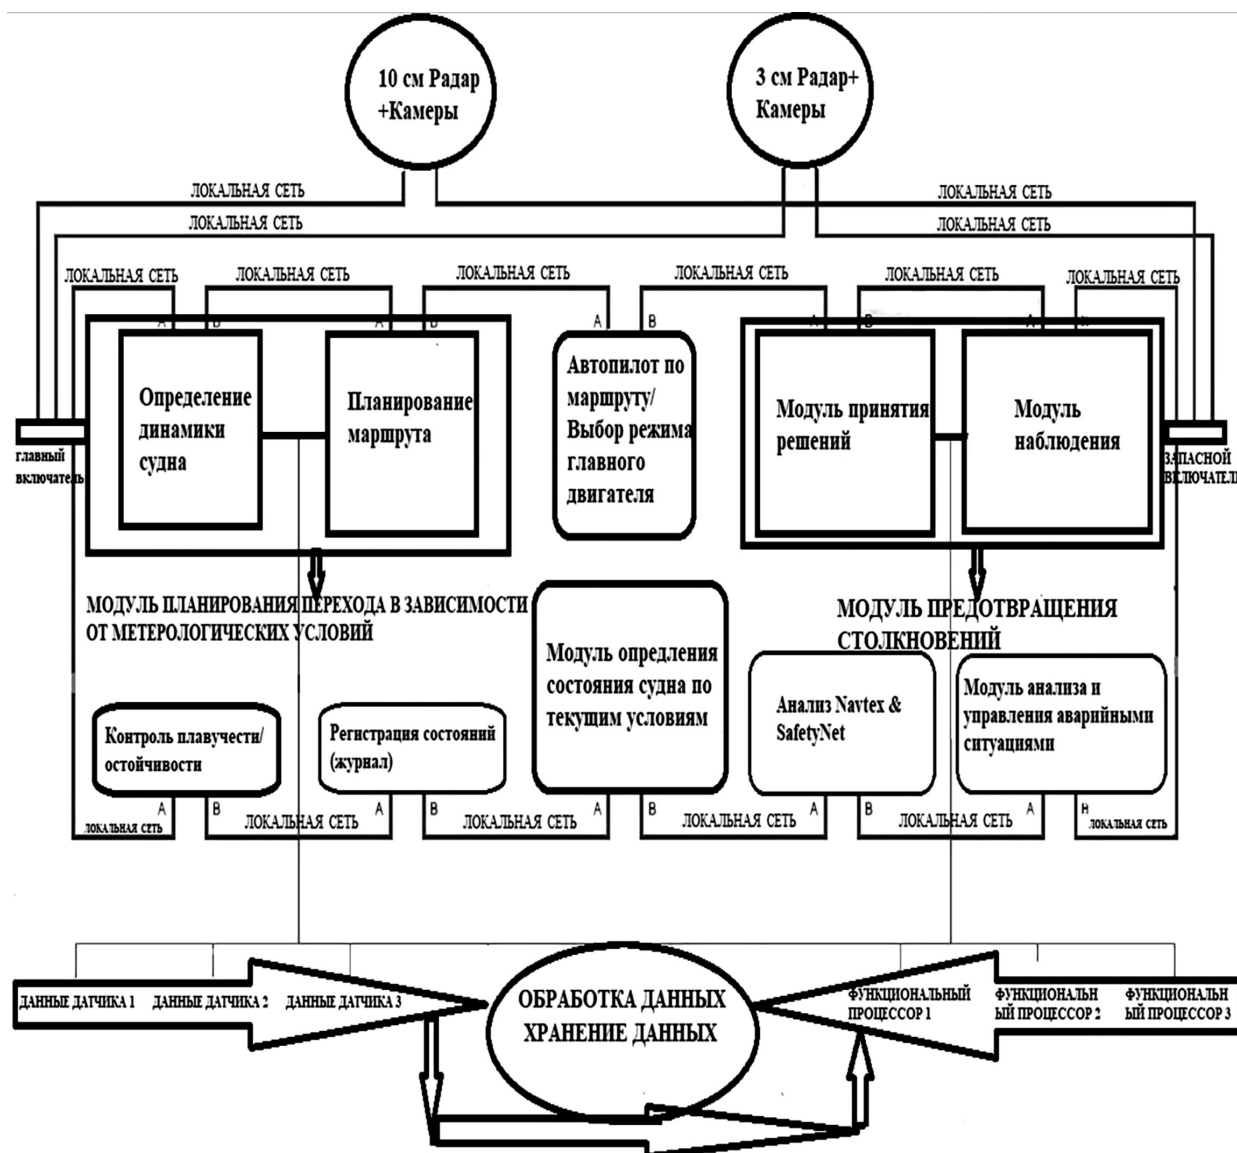 10 см Радар
+Камеры
3 см Радар+
Камеры
ЛОКАЛЬНАЯ СЕТЬ
ЛОКАЛЬНАЯ СЕТЬ
ЛОКАЛЬНАЯ СЕТЬ
ЛОКАЛЬНАЯ СЕТЬ
ЛОКАЛЬНАЯ СЕТЬ
ЛОКАЛЬНАЯ СЕТЬ
ЛОКАЛЬНАЯ СЕТЬ
ЛОКАЛЬНАЯ СЕТЬ
ЛОКАЛЬНАЯ СЕТЬ
ЛОКАЛЬНАЯ СЕТЬ
A B A B A B A B A
Определение
динамики
судна
Планирование
маршрута
Автопилот по
маршруту/
Выбор режима
главного
двигателя
Модуль принятия
решений
Модуль
наблюдения
главный
включатель
ЗАПАСНОЙ
ВКЛЮЧАТЕЛЬ
МОДУЛЬ ПЛАНИРОВАНИЯ ПЕРЕХОДА В ЗАВИСИМОСТИ
ОТ МЕТЕРОЛОГИЧЕСКИХ УСЛОВИЙ
МОДУЛЬ ПРЕДОТВРАЩЕНИЯ
СТОЛКНОВЕНИЙ
Контроль плавучести/
остойчивости
Регистрация состояний
(журнал)
Модуль опредления
состояния судна по
текущим условиям
Анализ Navtex &
SafetyNet
Модуль анализа и
управления аварийными
ситуациями
A B A B A B A B A
ЛОКАЛЬНАЯ СЕТЬ
ЛОКАЛЬНАЯ СЕТЬ
ЛОКАЛЬНАЯ СЕТЬ
ЛОКАЛЬНАЯ СЕТЬ
ЛОКАЛЬНАЯ СЕТЬ
ЛОКАЛЬНАЯ СЕТЬ
ДАННЫЕ ДАТЧИКА 1
ДАННЫЕ ДАТЧИКА 2
ДАННЫЕ ДАТЧИКА 3
ОБРАБОТКА ДАННЫХ
ХРАНЕНИЕ ДАННЫХ
ФУНКЦИОНАЛЬНЫЙ
ПРОЦЕССОР 1
ФУНКЦИОНАЛЬН
ЫЙ ПРОЦЕССОР 2
ФУНКЦИОНАЛЬН
ЫЙ ПРОЦЕССОР 3